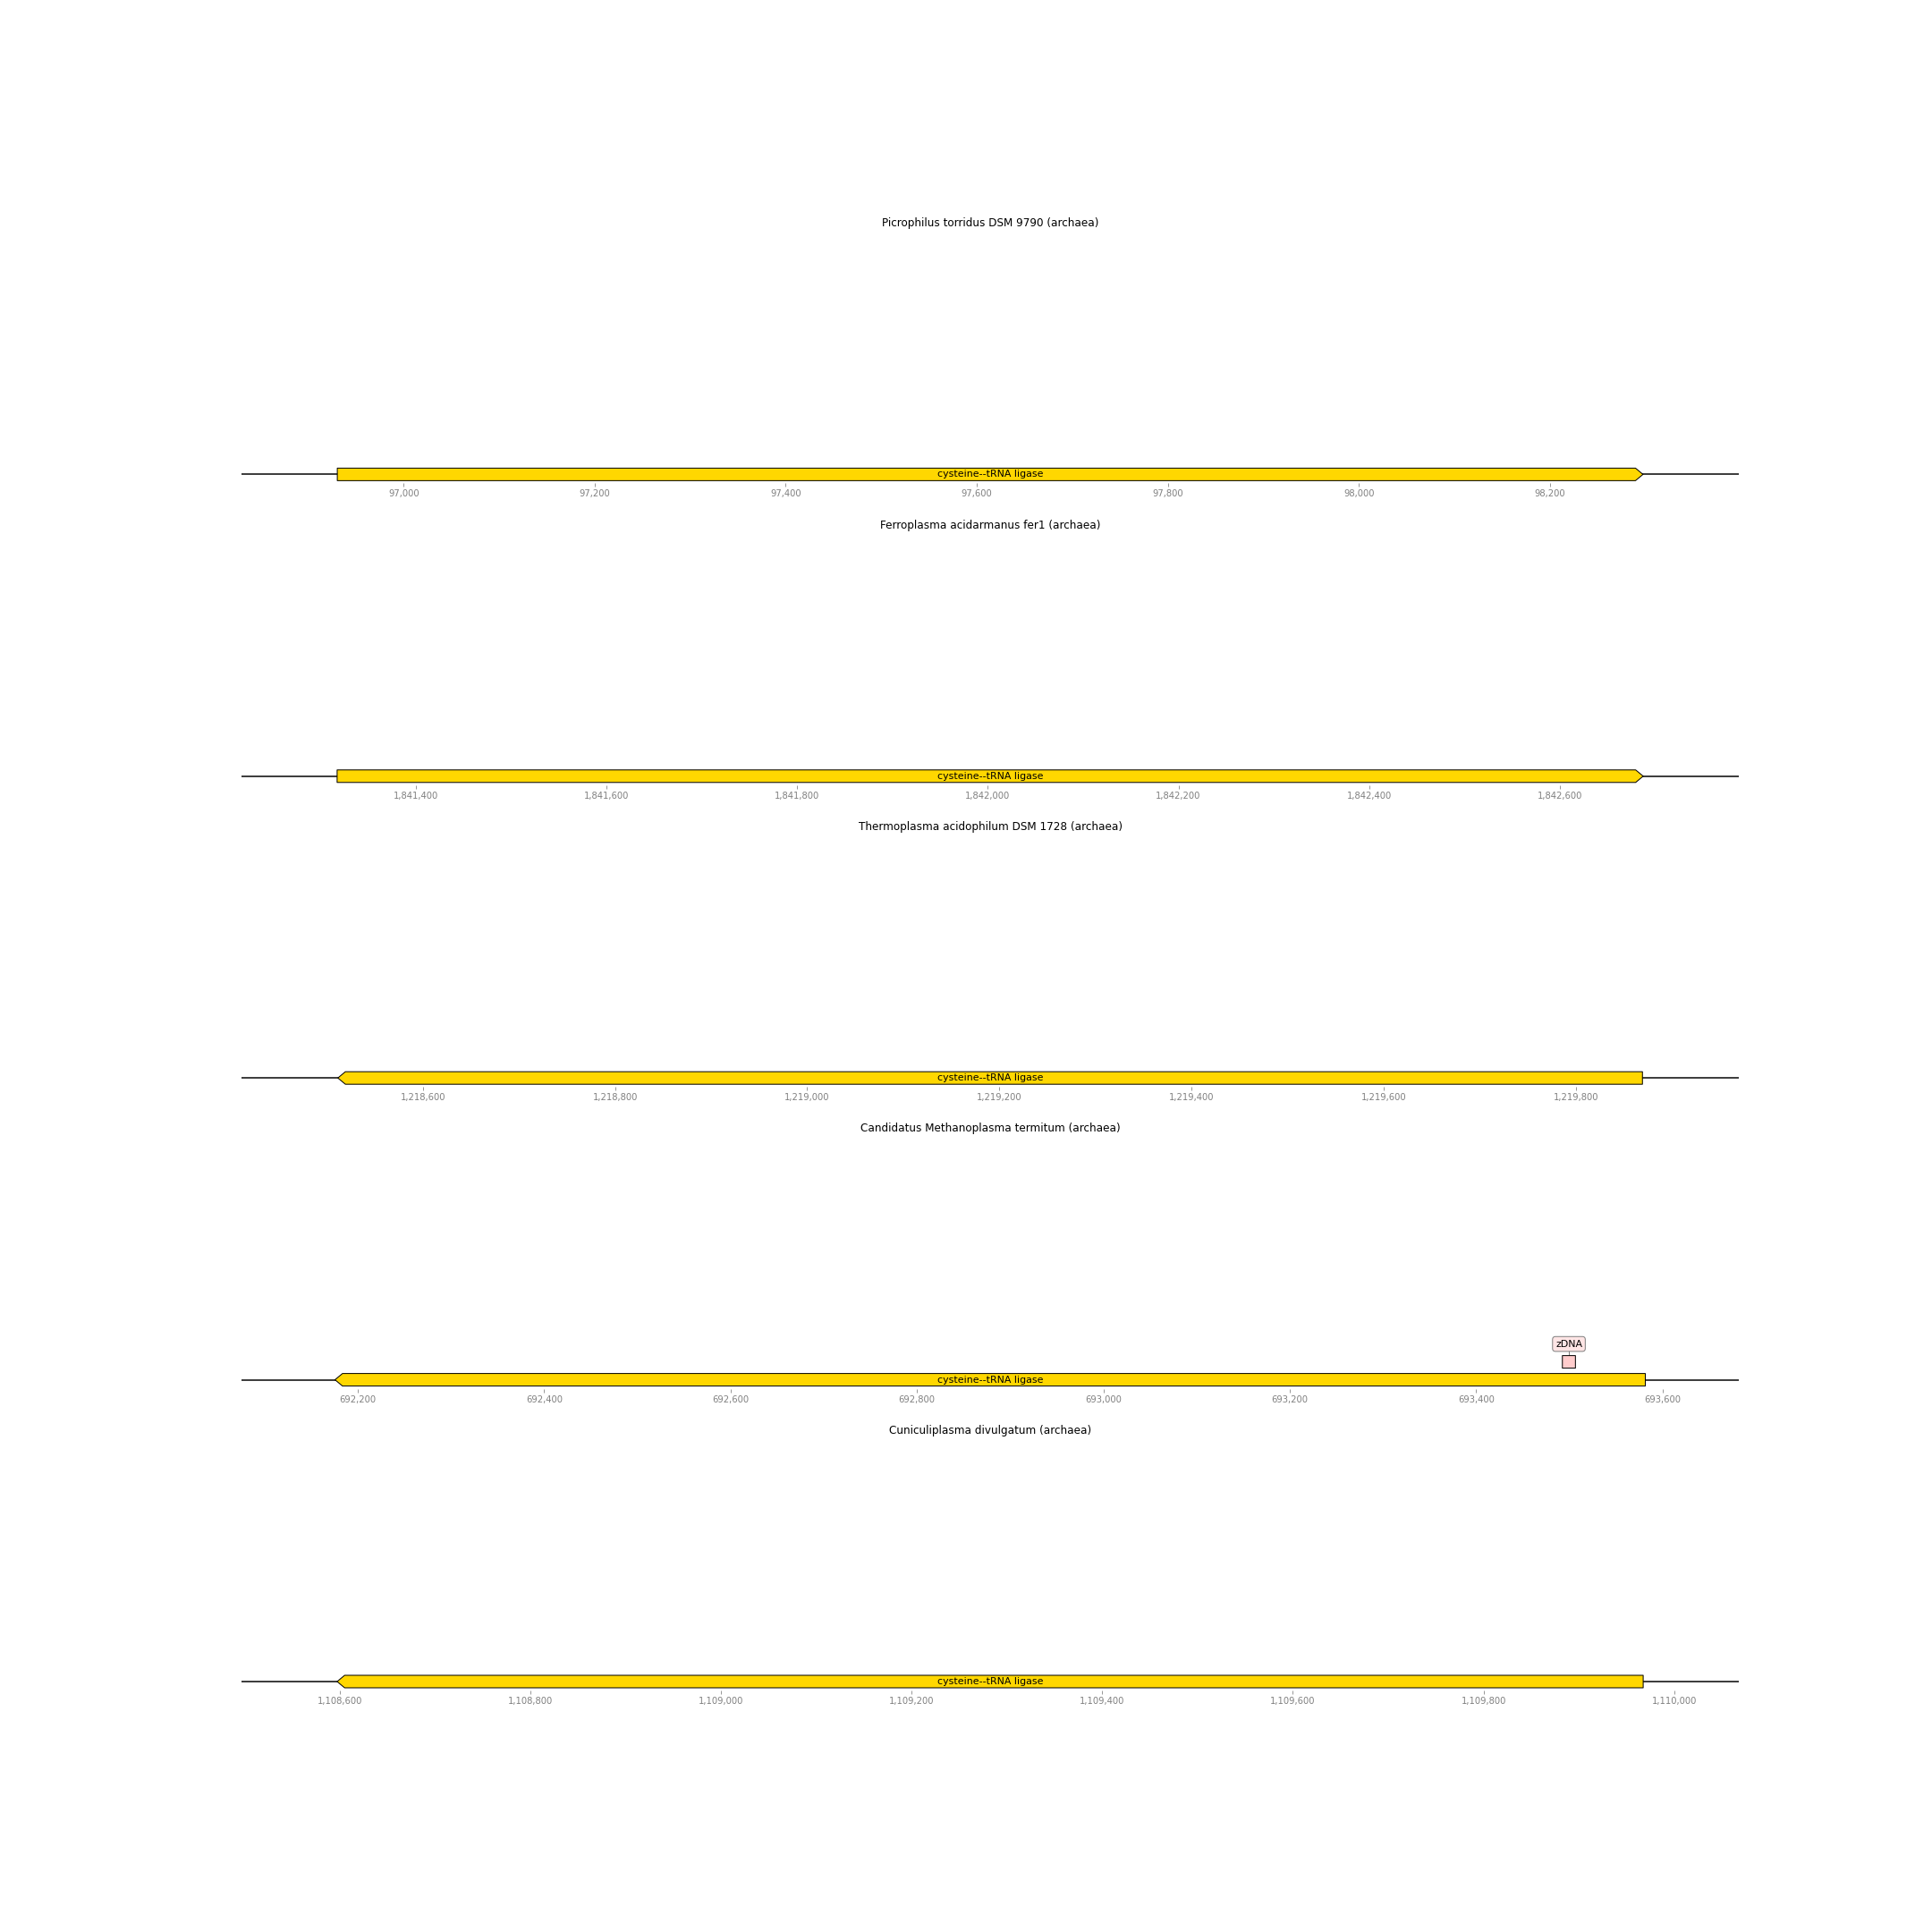 Picrophilus torridus DSM 9790 (archaea)
cysteine--tRNA ligase
97,000 97,200 97,400 97,600 97,800 98,000 98,200
Ferroplasma acidarmanus fer1 (archaea)
cysteine--tRNA ligase
1,841,400 1,841,600 1,841,800 1,842,000 1,842,200 1,842,400 1,842,600
Thermoplasma acidophilum DSM 1728 (archaea)
cysteine--tRNA ligase
1,218,600 1,218,800 1,219,000 1,219,200 1,219,400 1,219,600 1,219,800
Candidatus Methanoplasma termitum (archaea)
zDNA
cysteine--tRNA ligase
692,200 692,400 692,600 692,800 693,000 693,200 693,400 693,600
Cuniculiplasma divulgatum (archaea)
cysteine--tRNA ligase
1,108,600 1,108,800 1,109,000 1,109,200 1,109,400 1,109,600 1,109,800 1,110,000